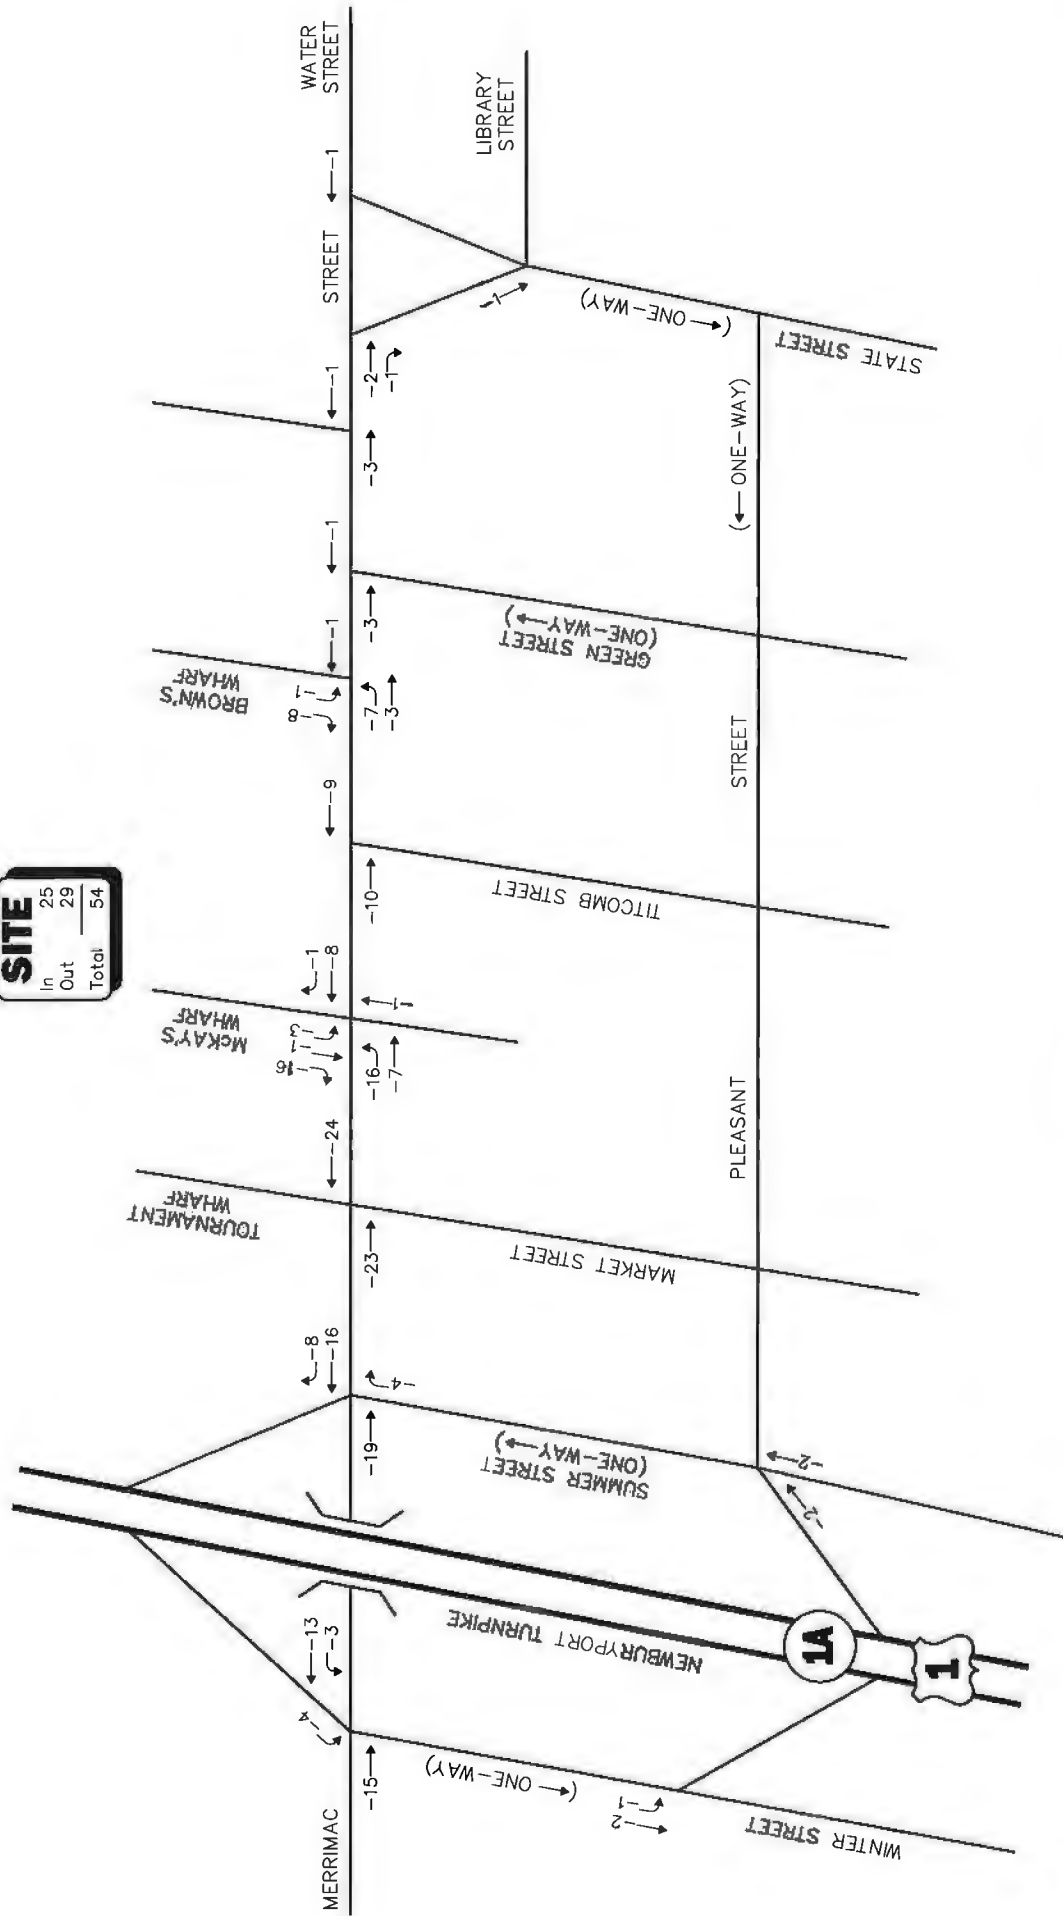 SITE
In 25
Out 29
Total 54
WATER
STREET
LIBRARY
STREET
-1
STREET
-1
(← ONE-WAY)
STATE STREET
-1
-2
-1
-3
(← ONE-WAY)
-1
-3
GREEN STREET
(ONE-WAY→)
BROWN'S
WHARF
-1
-1
-8
-7
-3
STREET
-9
-10
TITCOMB STREET
McKAY'S
WHARF
-1
-8
-1
-3
-1
-16
-16
-7
PLEASANT
TOURNAMENT
WHARF
-24
-23
MARKET STREET
-8
-16
-4
-19
SUMMER STREET
(ONE-WAY→)
-2
-2
NEWBURYPORT TURNPIKE
1A
1
-13
-3
-4
MERRIMAC
-15
(← ONE-WAY)
-1
-2
WINTER STREET